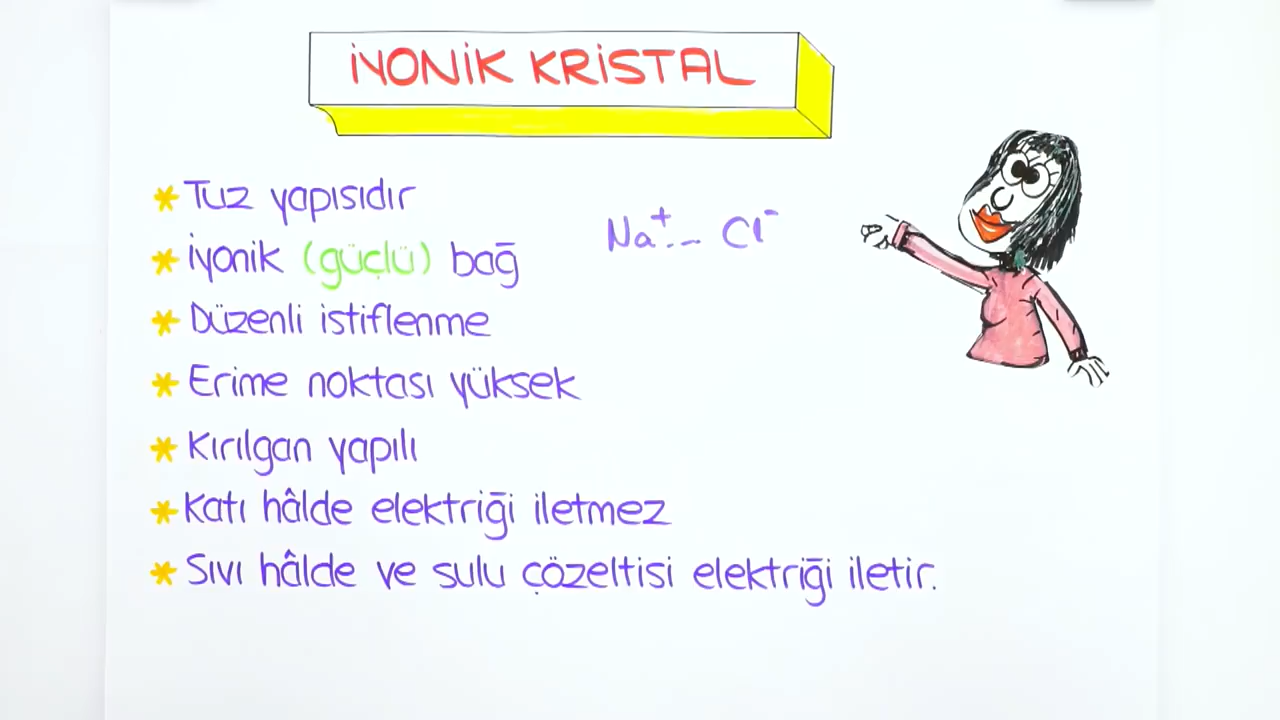 İYONİK KRİSTAL
* Tuz yapısıdır
Na⁺ -- Cl⁻
* İyonik (güçlü) bağ
* Düzenli istiflenme
* Erime noktası yüksek
* Kırılgan yapılı
* Katı hâlde elektriği iletmez
* Sıvı hâlde ve sulu çözeltisi elektriği iletir.